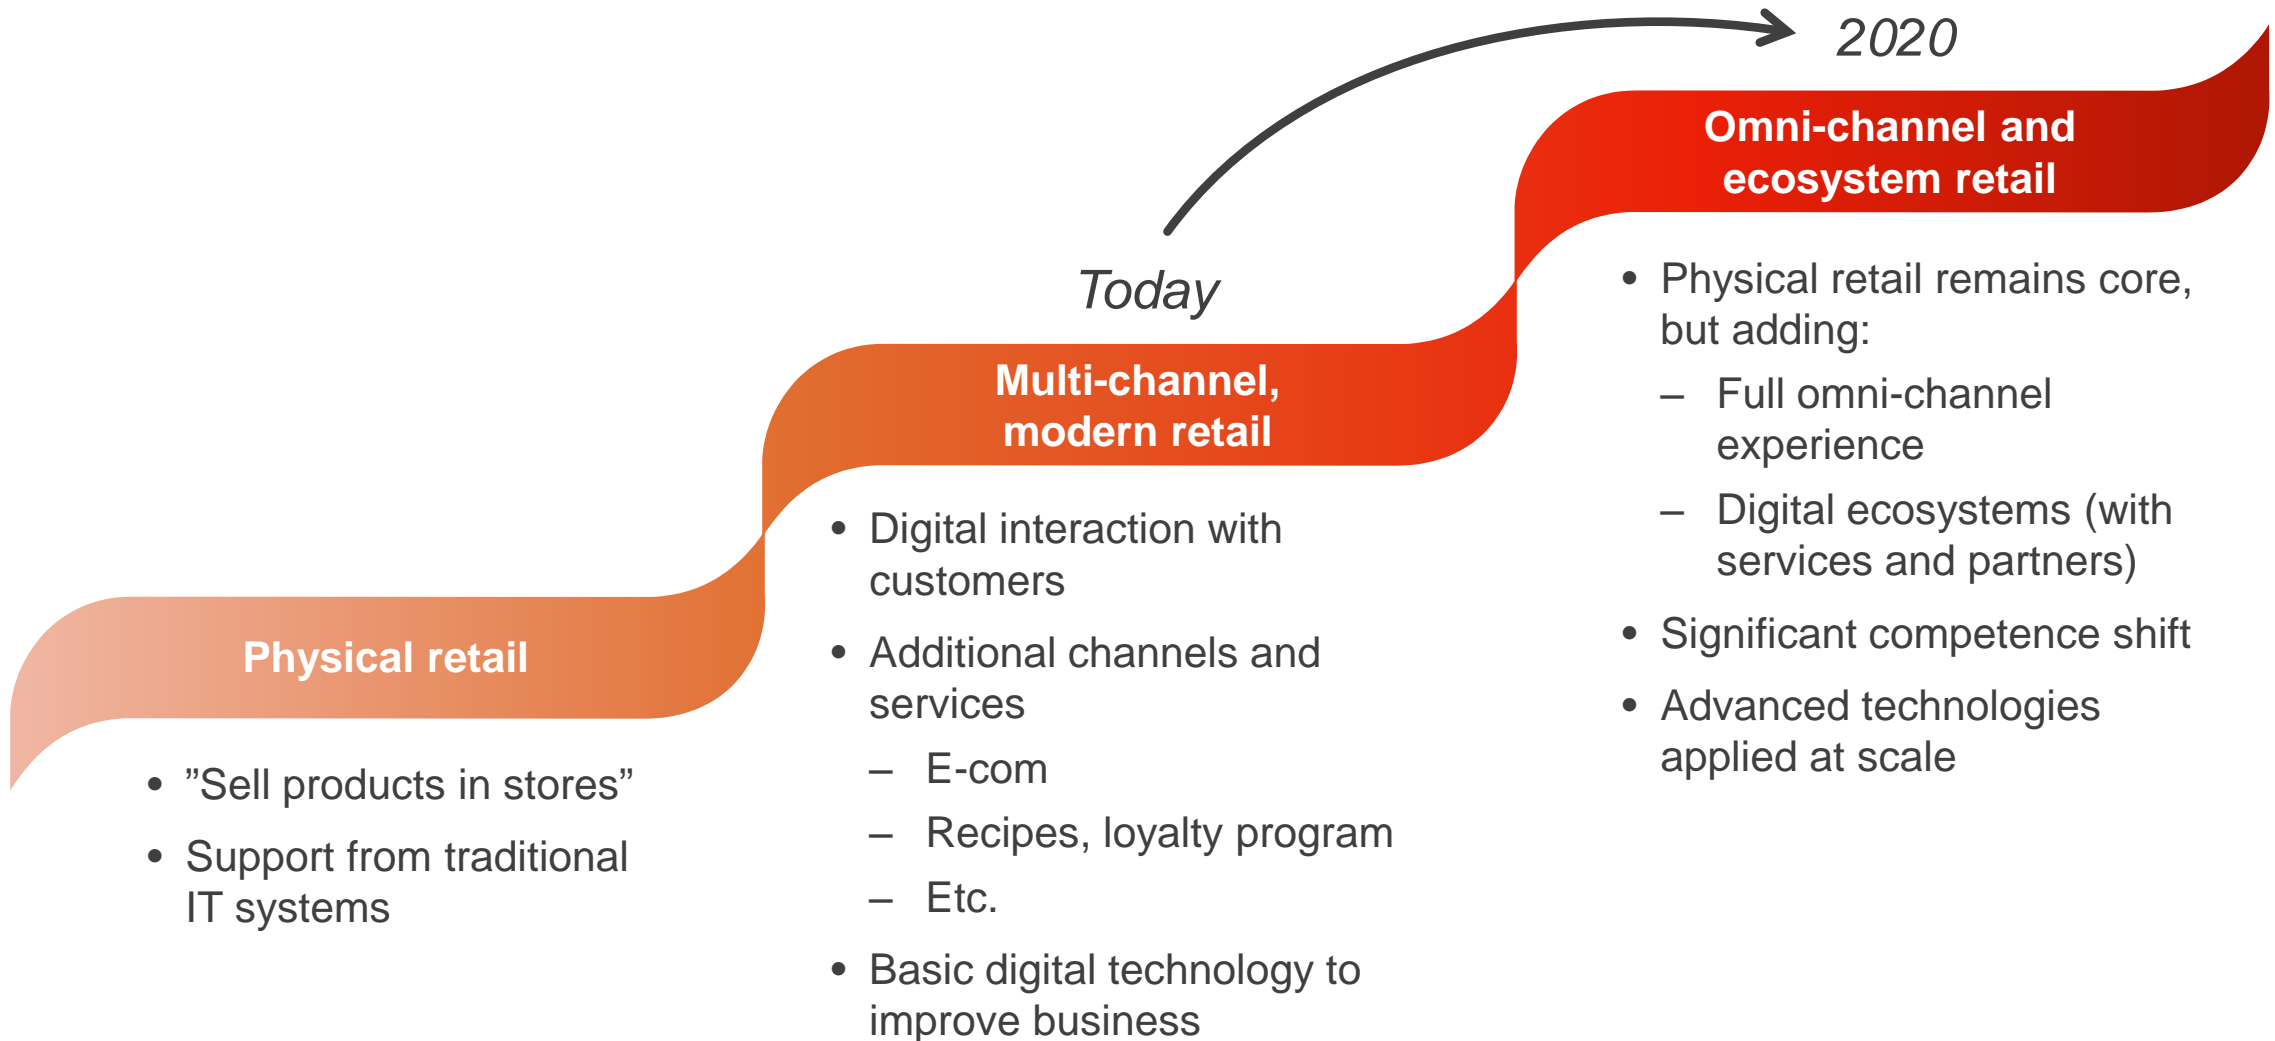 Physical retail
• ”Sell products in stores”
• Support from traditional
IT systems
Today
Multi-channel,
modern retail
• Digital interaction with
customers
• Additional channels and
services
– E-com
– Recipes, loyalty program
– Etc.
• Basic digital technology to
improve business
2020
Omni-channel and
ecosystem retail
• Physical retail remains core,
but adding:
– Full omni-channel
experience
– Digital ecosystems (with
services and partners)
• Significant competence shift
• Advanced technologies
applied at scale